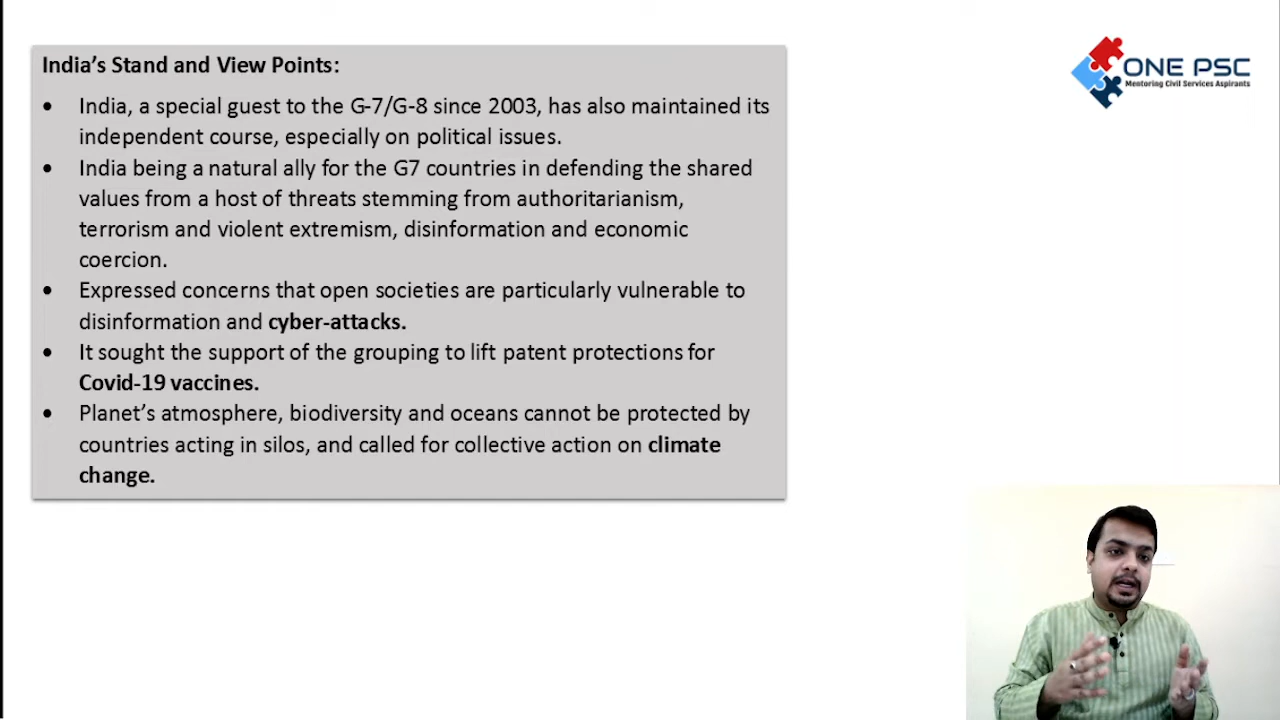 India's Stand and View Points:
• India, a special guest to the G-7/G-8 since 2003, has also maintained its
independent course, especially on political issues.
• India being a natural ally for the G7 countries in defending the shared
values from a host of threats stemming from authoritarianism,
terrorism and violent extremism, disinformation and economic
coercion.
• Expressed concerns that open societies are particularly vulnerable to
disinformation and cyber-attacks.
• It sought the support of the grouping to lift patent protections for
Covid-19 vaccines.
• Planet's atmosphere, biodiversity and oceans cannot be protected by
countries acting in silos, and called for collective action on climate
change.
ONE PSC
Mentoring Civil Services Aspirants